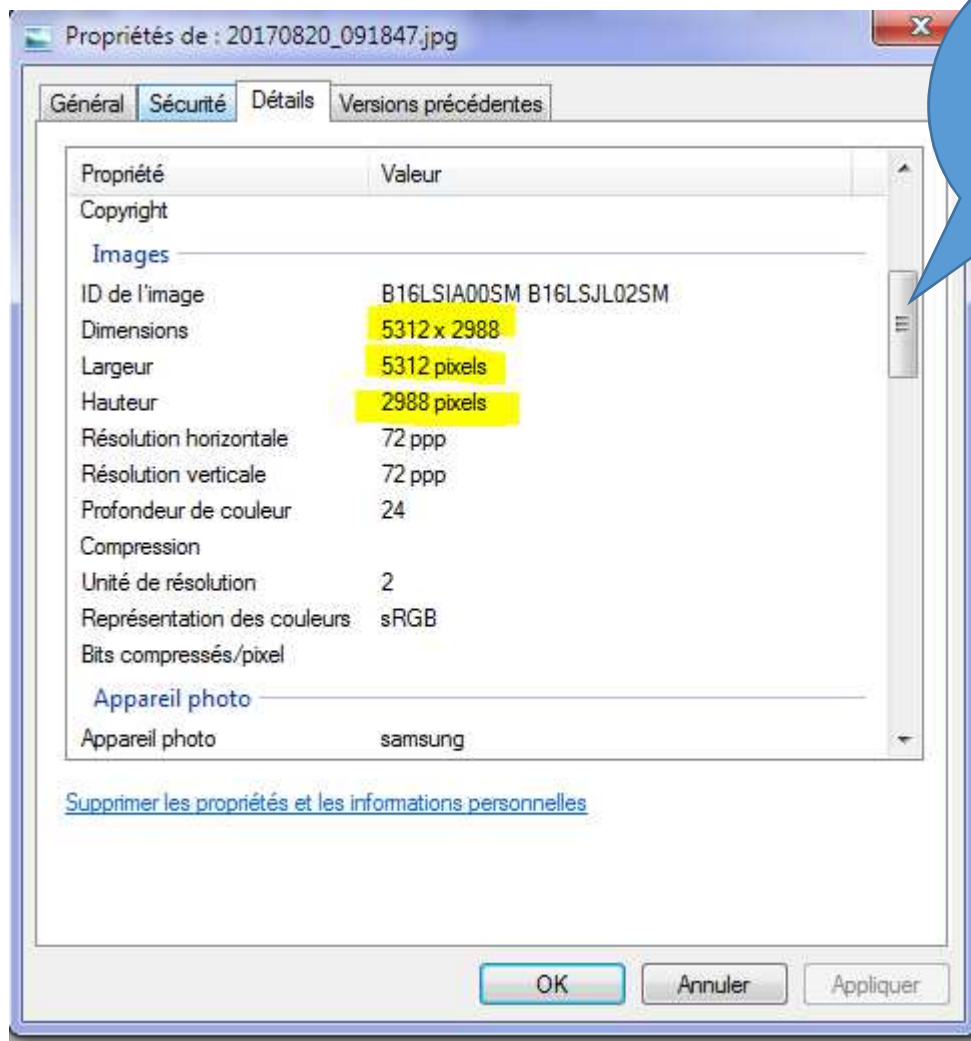 Propriétés de : 20170820_091847.jpg
Général Sécurité Détails Versions précédentes
Propriété Valeur
Copyright
Images
ID de l'image B16LSIA00SM B16LSJL02SM
Dimensions 5312 x 2988
Largeur 5312 pixels
Hauteur 2988 pixels
Résolution horizontale 72 ppp
Résolution verticale 72 ppp
Profondeur de couleur 24
Compression
Unité de résolution 2
Représentation des couleurs sRGB
Bits compressés/pixel
Appareil photo
Appareil photo samsung
Supprimer les propriétés et les informations personnelles
OK Annuler Appliquer